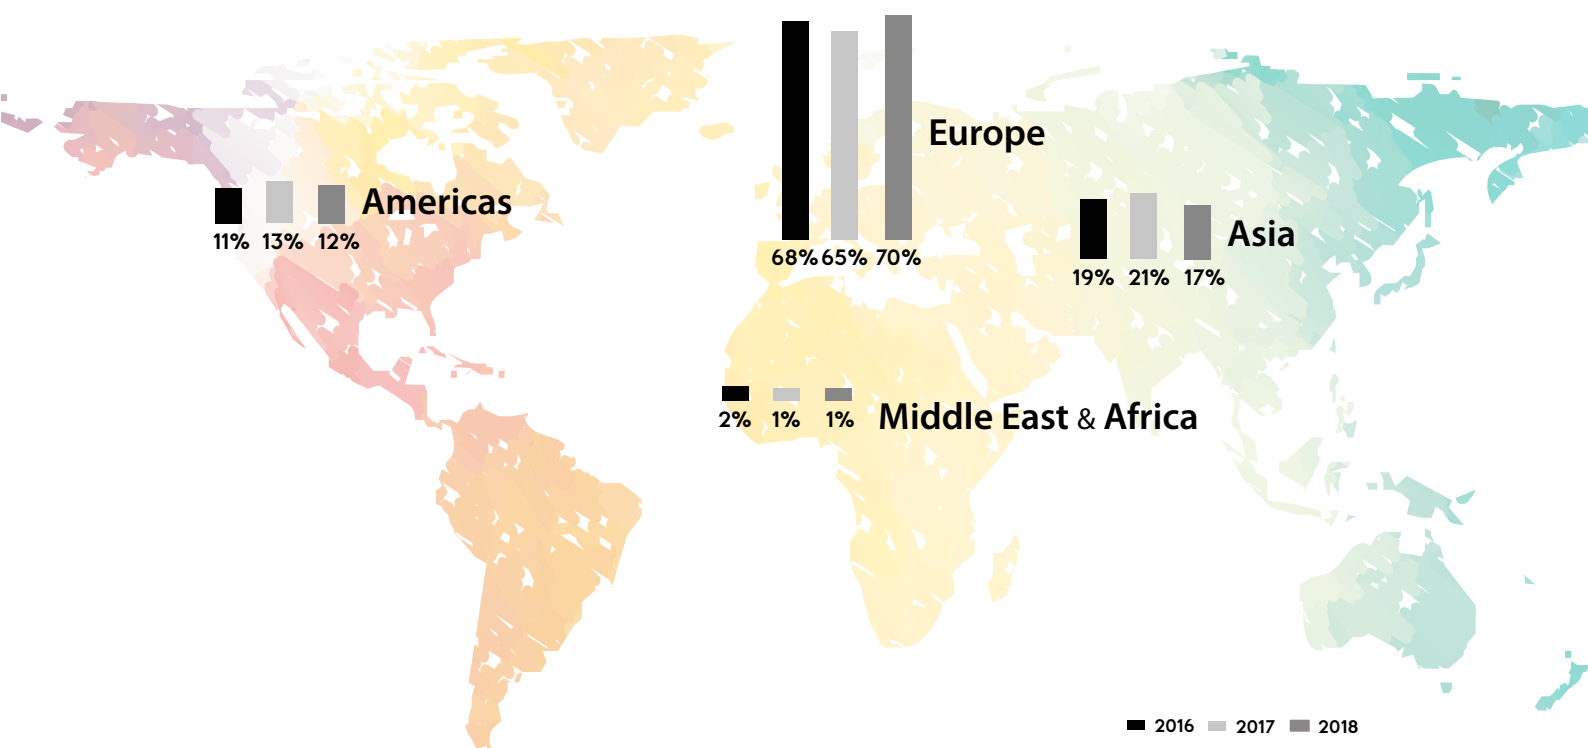 Europe
68% 65% 70%
Americas
11% 13% 12%
Asia
19% 21% 17%
Middle East & Africa
2% 1% 1%
2016 2017 2018